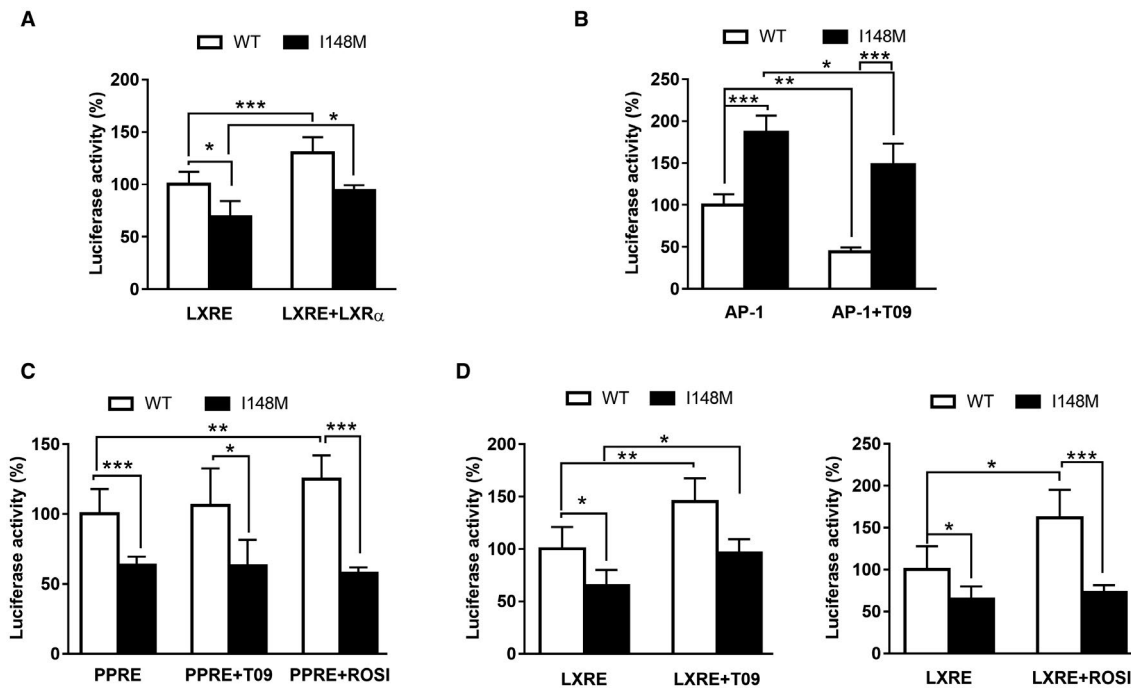 A
WT I148M
Luciferase activity (%)
200
150
100
50
0
*** *
*
LXRE LXRE+LXRα
B
WT I148M
Luciferase activity (%)
250
200
150
100
50
0
* ***
**
***
AP-1 AP-1+T09
C
WT I148M
Luciferase activity (%)
150
100
50
0
** ***
*** *
PPRE PPRE+T09 PPRE+ROSI
D
WT I148M
Luciferase activity (%)
200
150
100
50
0
*
**
*
LXRE LXRE+T09
WT I148M
Luciferase activity (%)
250
200
150
100
50
0
* ***
*
LXRE LXRE+ROSI